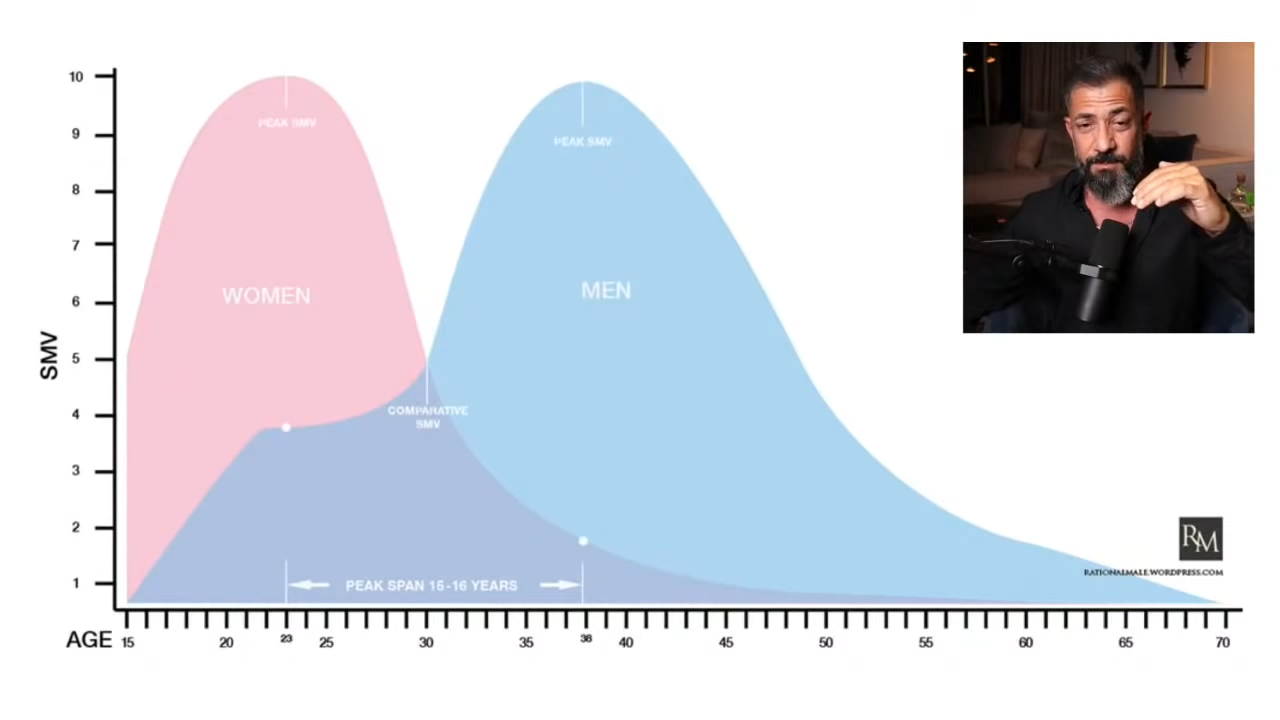 10
9
8
7
6
5
4
3
2
1
SMV
PEAK SMV
PEAK SMV
WOMEN
MEN
COMPARATIVE
SMV
PEAK SPAN 15-16 YEARS
RM
RATIONALMALE.WORDPRESS.COM
AGE 15 20 23 25 30 35 38 40 45 50 55 60 65 70